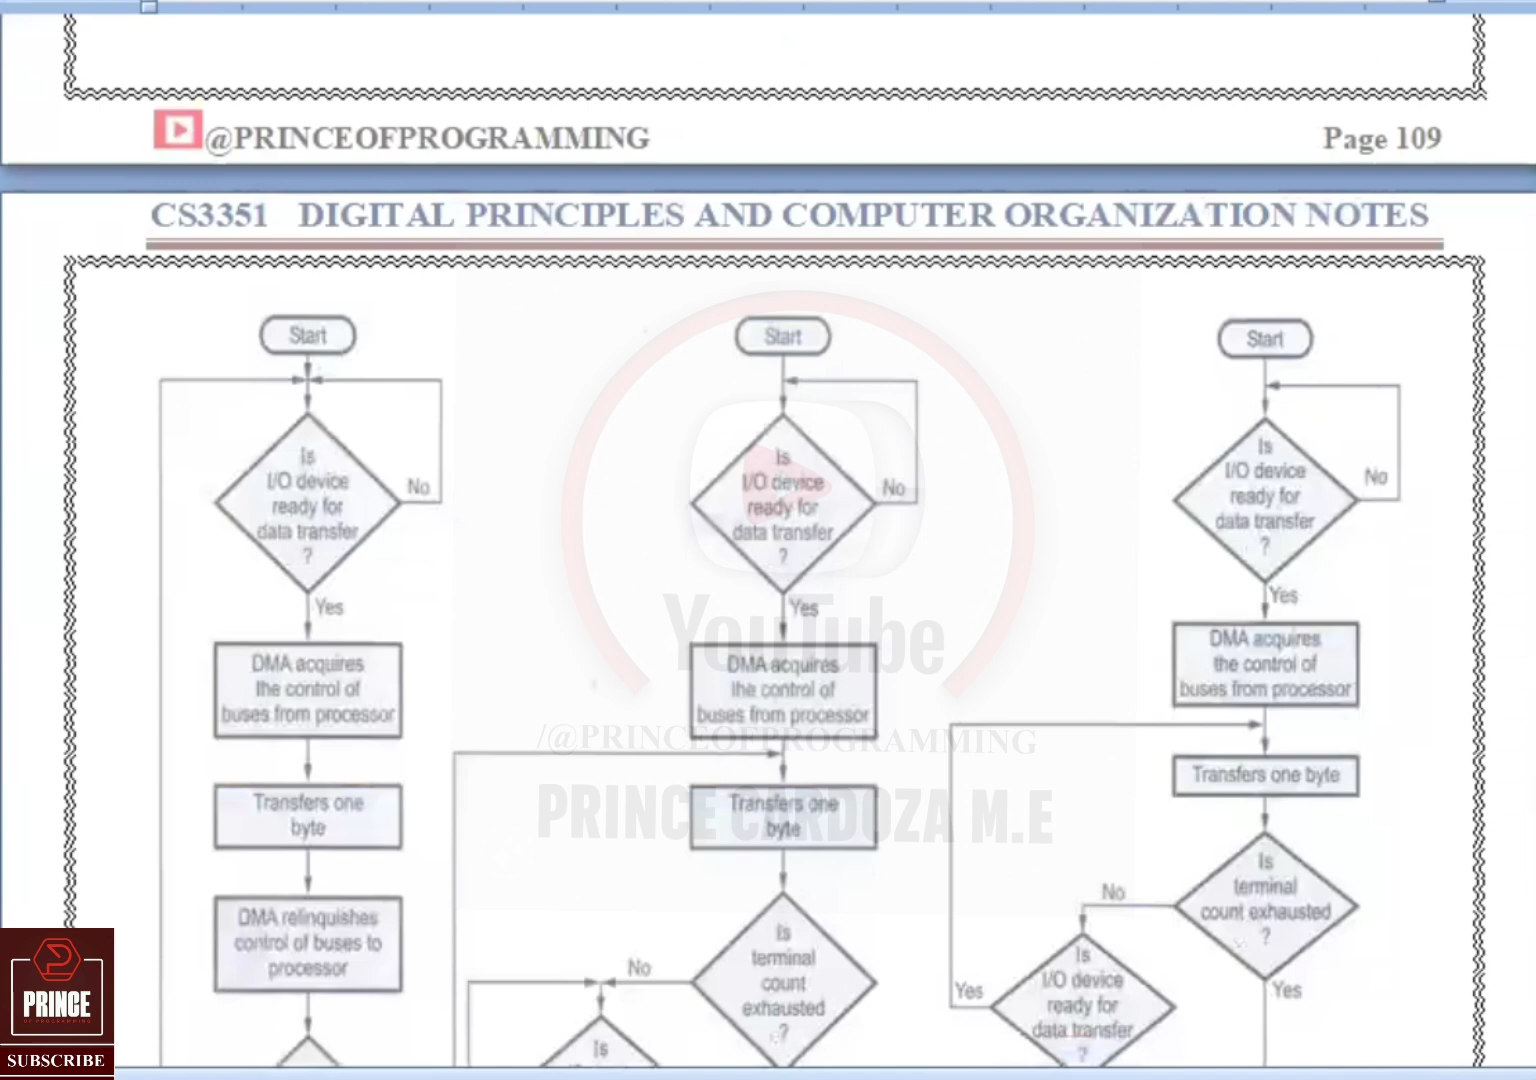 @PRINCEOFPROGRAMMING
Page 109
CS3351 DIGITAL PRINCIPLES AND COMPUTER ORGANIZATION NOTES
Start
Is
I/O device
ready for
data transfer
?
No
Yes
DMA acquires
the control of
buses from processor
Transfers one
byte
DMA relinquishes
control of buses to
processor
Start
Is
I/O device
ready for
data transfer
?
No
Yes
DMA acquires
the control of
buses from processor
Transfers one
byte
Is
terminal
count
exhausted
?
No
Is
Start
Is
I/O device
ready for
data transfer
?
No
Yes
DMA acquires
the control of
buses from processor
Transfers one byte
Is
terminal
count exhausted
?
No
Yes
Is
I/O device
ready for
data transfer
?
Yes
YouTube
/@PRINCEOFPROGRAMMING
PRINCE CARDOZA M.E
PRINCE
OF PROGRAMMING
SUBSCRIBE